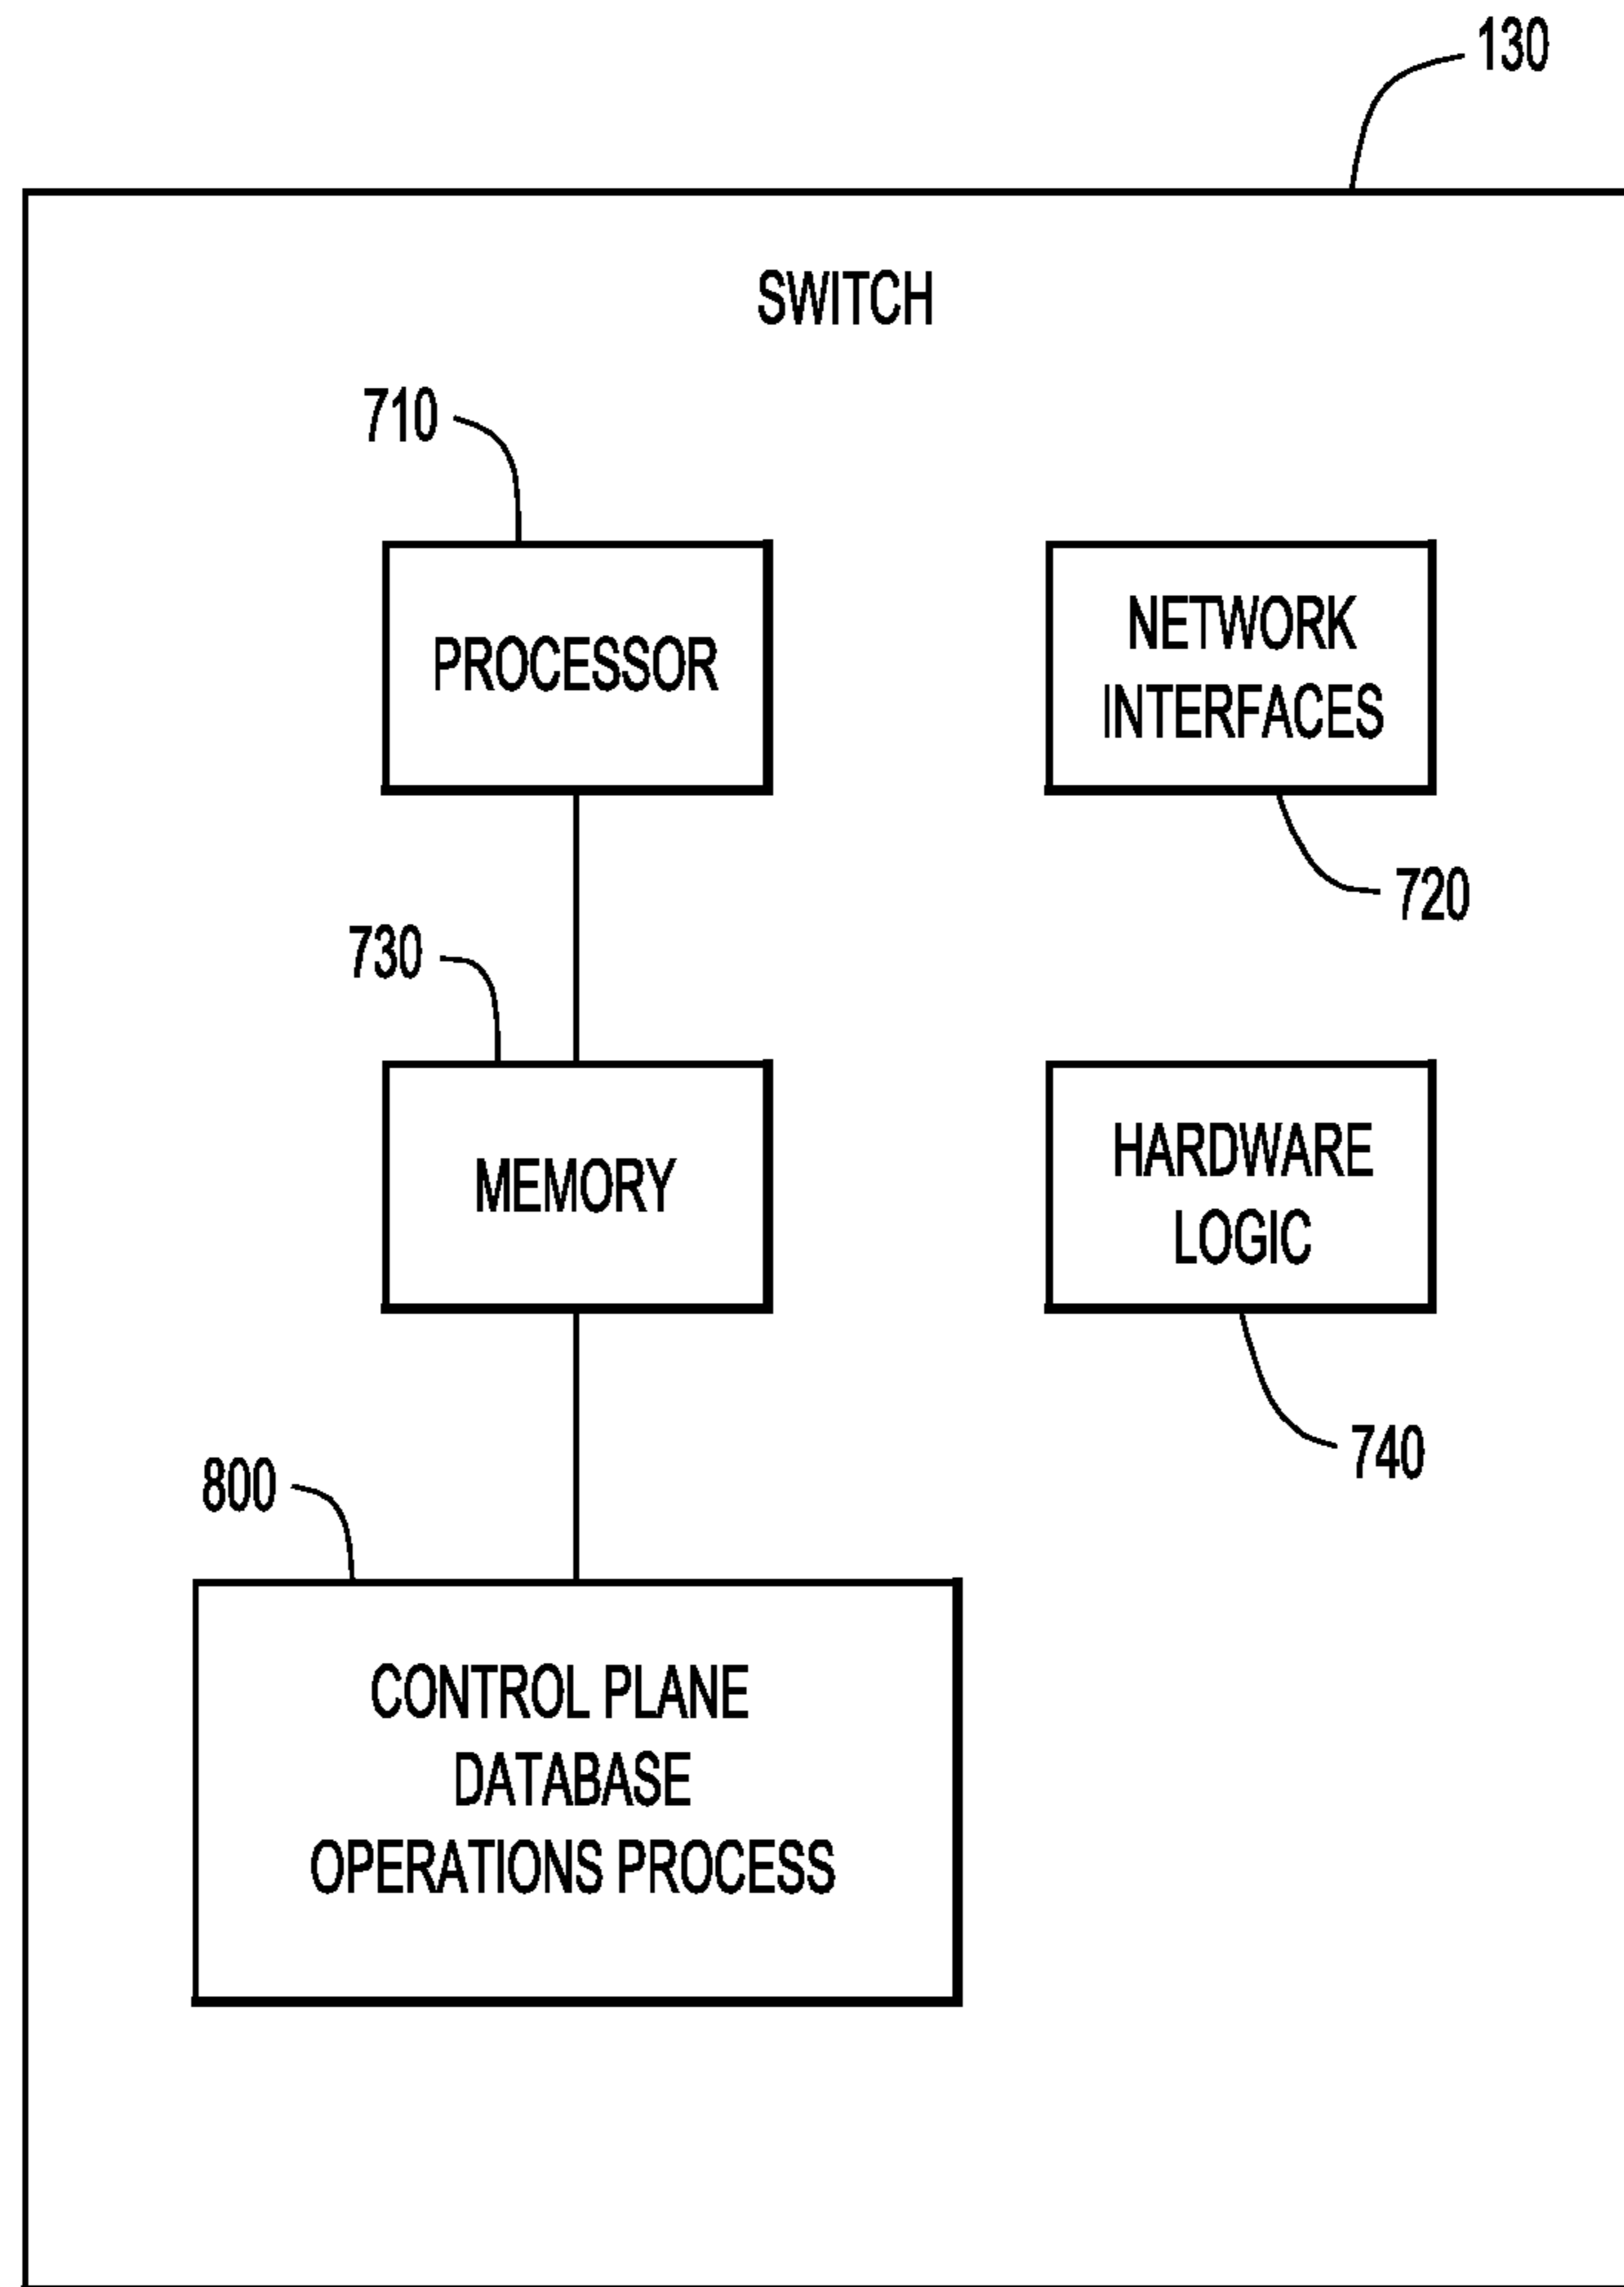 130
SWITCH
710
PROCESSOR
NETWORK
INTERFACES
720
730
MEMORY
HARDWARE
LOGIC
740
800
CONTROL PLANE
DATABASE
OPERATIONS PROCESS